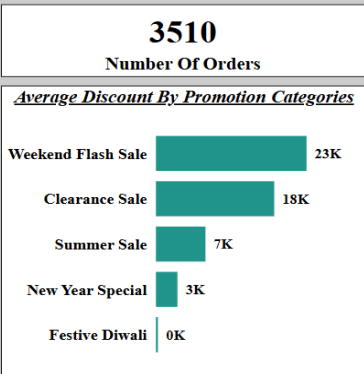 3510
Number Of Orders
Average Discount By Promotion Categories
Weekend Flash Sale 23K
Clearance Sale 18K
Summer Sale 7K
New Year Special 3K
Festive Diwali 0K